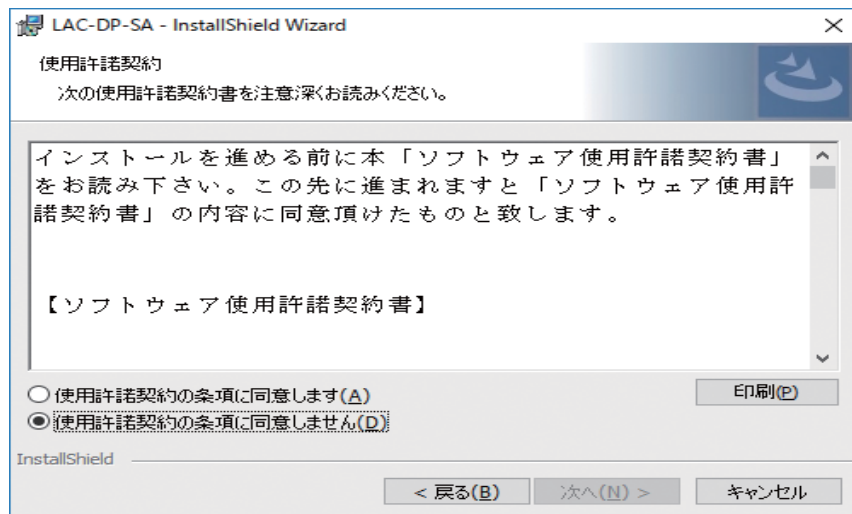 LAC-DP-SA - InstallShield Wizard
使用許諾契約
次の使用許諾契約書を注意深くお読みください。
インストールを進める前に本「ソフトウェア使用許諾契約書」
をお読み下さい。この先に進まれますと「ソフトウェア使用許
諾契約書」の内容に同意頂けたものと致します。
【ソフトウェア使用許諾契約書】
使用許諾契約の条項に同意します(A)
印刷(P)
使用許諾契約の条項に同意しません(D)
InstallShield
< 戻る(B)
次へ(N) >
キャンセル